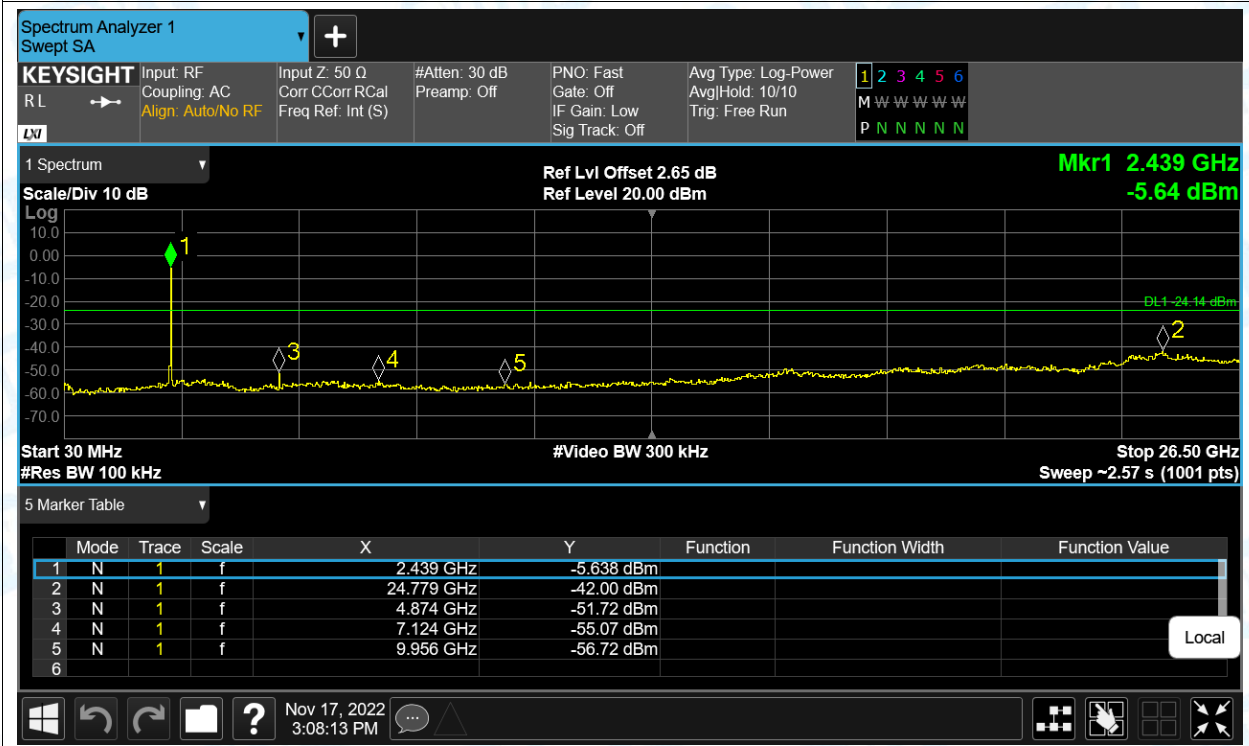 Spectrum Analyzer 1
Swept SA
KEYSIGHT
R L
LXI
Input: RF
Coupling: AC
Align: Auto/No RF
Input Z: 50 Ω
Corr CCorr RCal
Freq Ref: Int (S)
#Atten: 30 dB
Preamp: Off
PNO: Fast
Gate: Off
IF Gain: Low
Sig Track: Off
Avg Type: Log-Power
Avg|Hold: 10/10
Trig: Free Run
1 2 3 4 5 6
M W W W W W
P N N N N N
1 Spectrum
Scale/Div 10 dB
Ref Lvl Offset 2.65 dB
Ref Level 20.00 dBm
Mkr1 2.439 GHz
-5.64 dBm
Log
10.0
0.00
-10.0
-20.0
-30.0
-40.0
-50.0
-60.0
-70.0
1
DL1 -24.14 dBm
2
3
4
5
Start 30 MHz
#Video BW 300 kHz
Stop 26.50 GHz
#Res BW 100 kHz
Sweep ~2.57 s (1001 pts)
5 Marker Table
Mode Trace Scale X Y Function Function Width Function Value
1 N 1 f 2.439 GHz -5.638 dBm
2 N 1 f 24.779 GHz -42.00 dBm
3 N 1 f 4.874 GHz -51.72 dBm
4 N 1 f 7.124 GHz -55.07 dBm
5 N 1 f 9.956 GHz -56.72 dBm
6
Local
?
Nov 17, 2022
3:08:13 PM